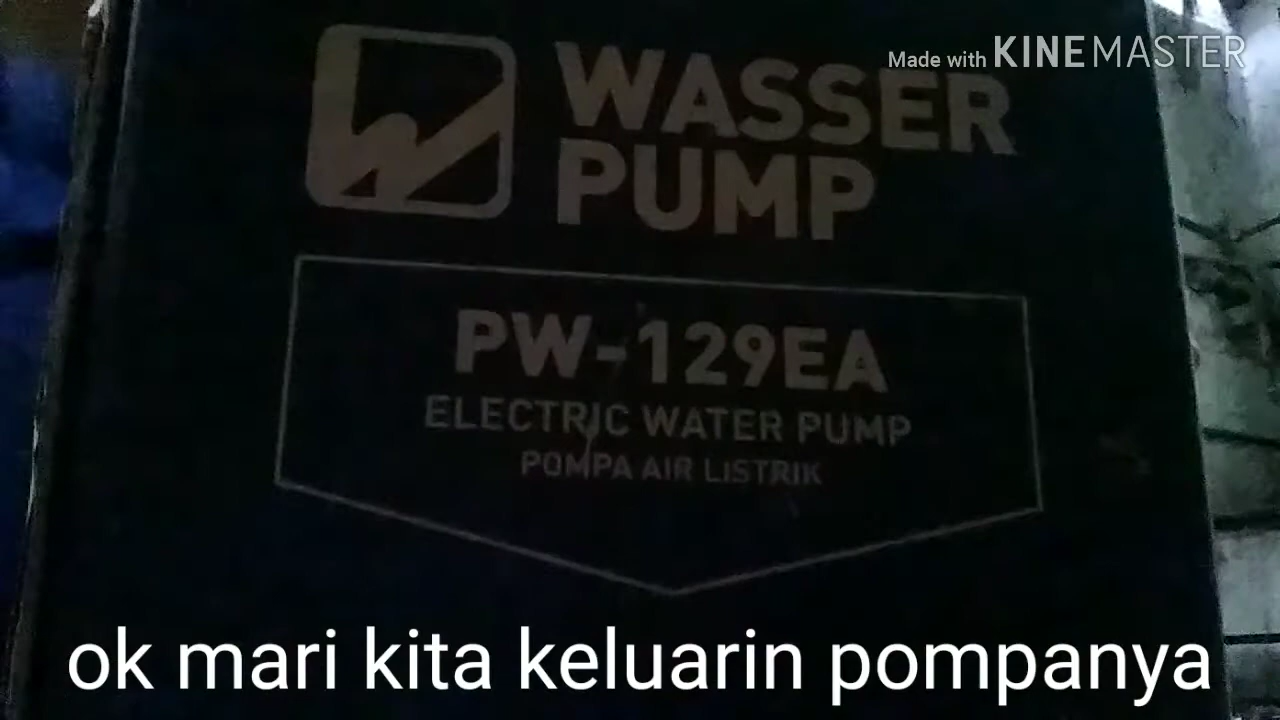 Made with KINEMASTER
WASSER
PUMP
PW-129EA
ELECTRIC WATER PUMP
POMPA AIR LISTRIK
ok mari kita keluarin pompanya